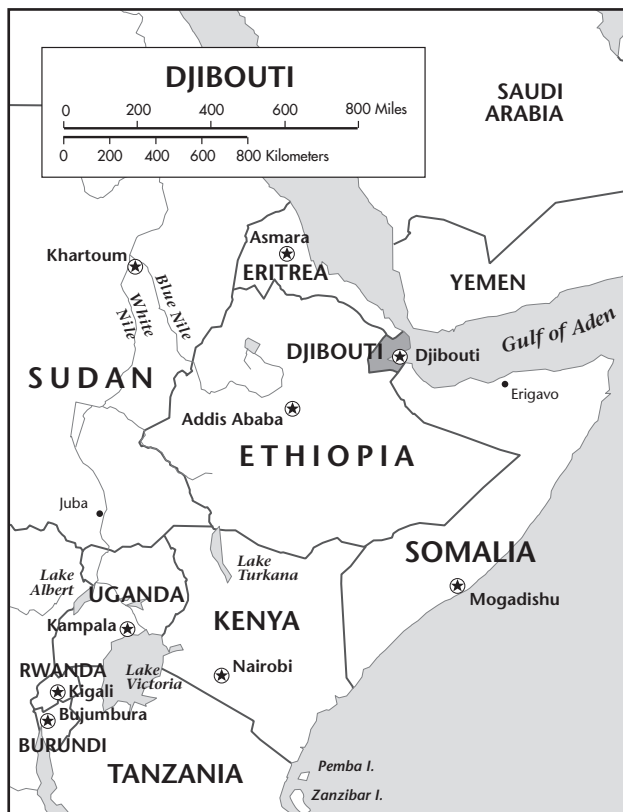 DJIBOUTI
0 200 400 600 800 Miles
0 200 400 600 800 Kilometers
SAUDI
ARABIA
Asmara
Khartoum
ERITREA
YEMEN
Blue Nile
White
Nile
Gulf of Aden
DJIBOUTI
Djibouti
SUDAN
Erigavo
Addis Ababa
ETHIOPIA
Juba
SOMALIA
Lake
Turkana
Lake
Albert
UGANDA
Mogadishu
KENYA
Kampala
RWANDA
Lake
Victoria
Nairobi
Kigali
Bujumbura
BURUNDI
TANZANIA
Pemba I.
Zanzibar I.